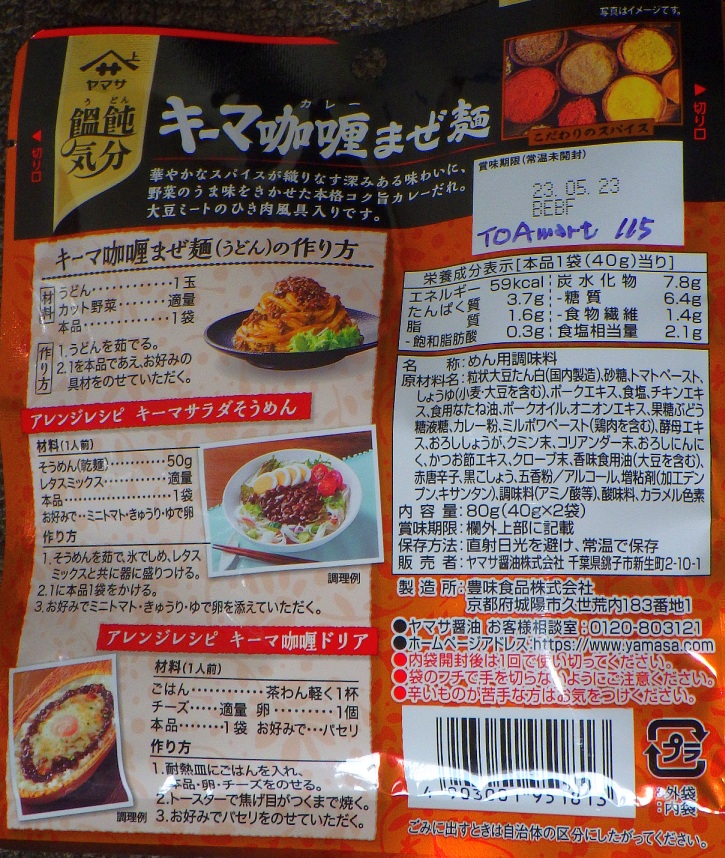 写真はイメージです。
上
ヤマサ
うどん
饂飩
気分
カレー
キーマ咖喱まぜ麺
華やかなスパイスが織りなす深みある味わいに、
野菜のうま味をきかせた本格コク旨カレーだれ。
大豆ミートのひき肉風具入りです。
こだわりのスパイス
切り口
切り口
賞味期限(常温未開封)
23.05.23
BEBF
TOAmart 115
キーマ咖喱まぜ麺(うどん)の作り方
材料
うどん…………1玉
カット野菜………適量
本品……………1袋
作り方
1.うどんを茹でる。
2.1を本品であえ、お好みの
具材をのせていただく。
アレンジレシピ キーマサラダそうめん
材料(1人前)
そうめん(乾麺)………50g
レタスミックス………適量
本品……………1袋
お好みで‥ミニトマト・きゅうり・ゆで卵
作り方
1.そうめんを茹で、氷でしめ、レタス
ミックスと共に器に盛りつける。
2.1に本品1袋をかける。
3.お好みでミニトマト・きゅうり・ゆで卵を添えていただく。
調理例
アレンジレシピ キーマ咖喱ドリア
材料(1人前)
ごはん…………茶わん軽く1杯
チーズ……適量 卵………1個
本品………1袋 お好みで…パセリ
作り方
1.耐熱皿にごはんを入れ、
本品・卵・チーズをのせる。
2.トースターで焦げ目がつくまで焼く。
3.お好みでパセリをのせていただく。
調理例
栄養成分表示[本品1袋(40g)当り]
エネルギー 59kcal 炭水化物 7.8g
たんぱく質 3.7g -糖質 6.4g
脂質 1.6g -食物繊維 1.4g
-飽和脂肪酸 0.3g 食塩相当量 2.1g
名称:めん用調味料
原材料名:粒状大豆たん白(国内製造)、砂糖、トマトペースト、
しょうゆ(小麦・大豆を含む)、ポークエキス、食塩、チキンエ
キス、食用なたね油、ポークオイル、オニオンエキス、果糖ぶどう
糖液糖、カレー粉、ミルポワペースト(鶏肉を含む)、酵母エキ
ス、おろししょうが、クミン末、コリアンダー末、おろしにんに
く、かつお節エキス、クローブ末、香味食用油(大豆を含む)、
赤唐辛子、黒こしょう、五香粉/アルコール、増粘剤(加工デン
プン、キサンタン)、調味料(アミノ酸等)、酸味料、カラメル色素
内容量:80g(40g×2袋)
賞味期限:欄外上部に記載
保存方法:直射日光を避け、常温で保存
販売者:ヤマサ醤油株式会社 千葉県銚子市新生町2-10-1
製造所:豊味食品株式会社
京都府城陽市久世荒内183番地1
●ヤマサ醤油 お客様相談室:0120-803121
●ホームページアドレス:https://www.yamasa.com
●内袋開封後は1回で使い切ってください。
●袋のフチで手を切らないようにご注意ください。
●辛いものが苦手な方はお気をつけください。
プラ
:外袋
:内袋
ごみに出すときは自治体の区分にしたがってください。